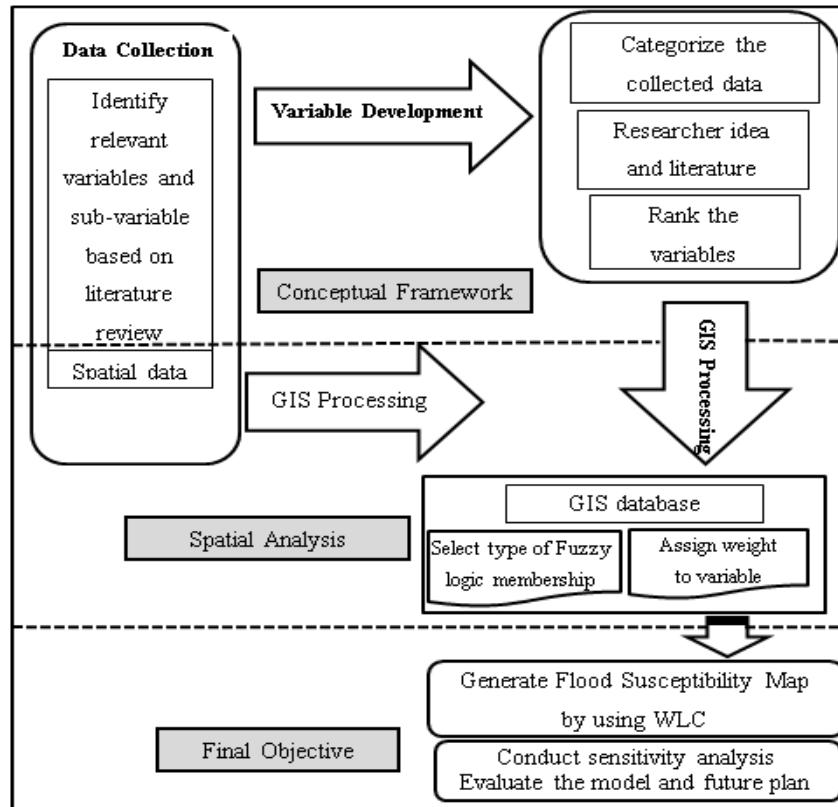 Data Collection
Identify
relevant
variables and
sub-variable
based on
literature
review
Spatial data
Variable Development
Categorize the
collected data
Researcher idea
and literature
Rank the
variables
Conceptual Framework
GIS Processing
GIS Processing
Spatial Analysis
GIS database
Select type of Fuzzy
logic membership
Assign weight
to variable
Final Objective
Generate Flood Susceptibility Map
by using WLC
Conduct sensitivity analysis
Evaluate the model and future plan